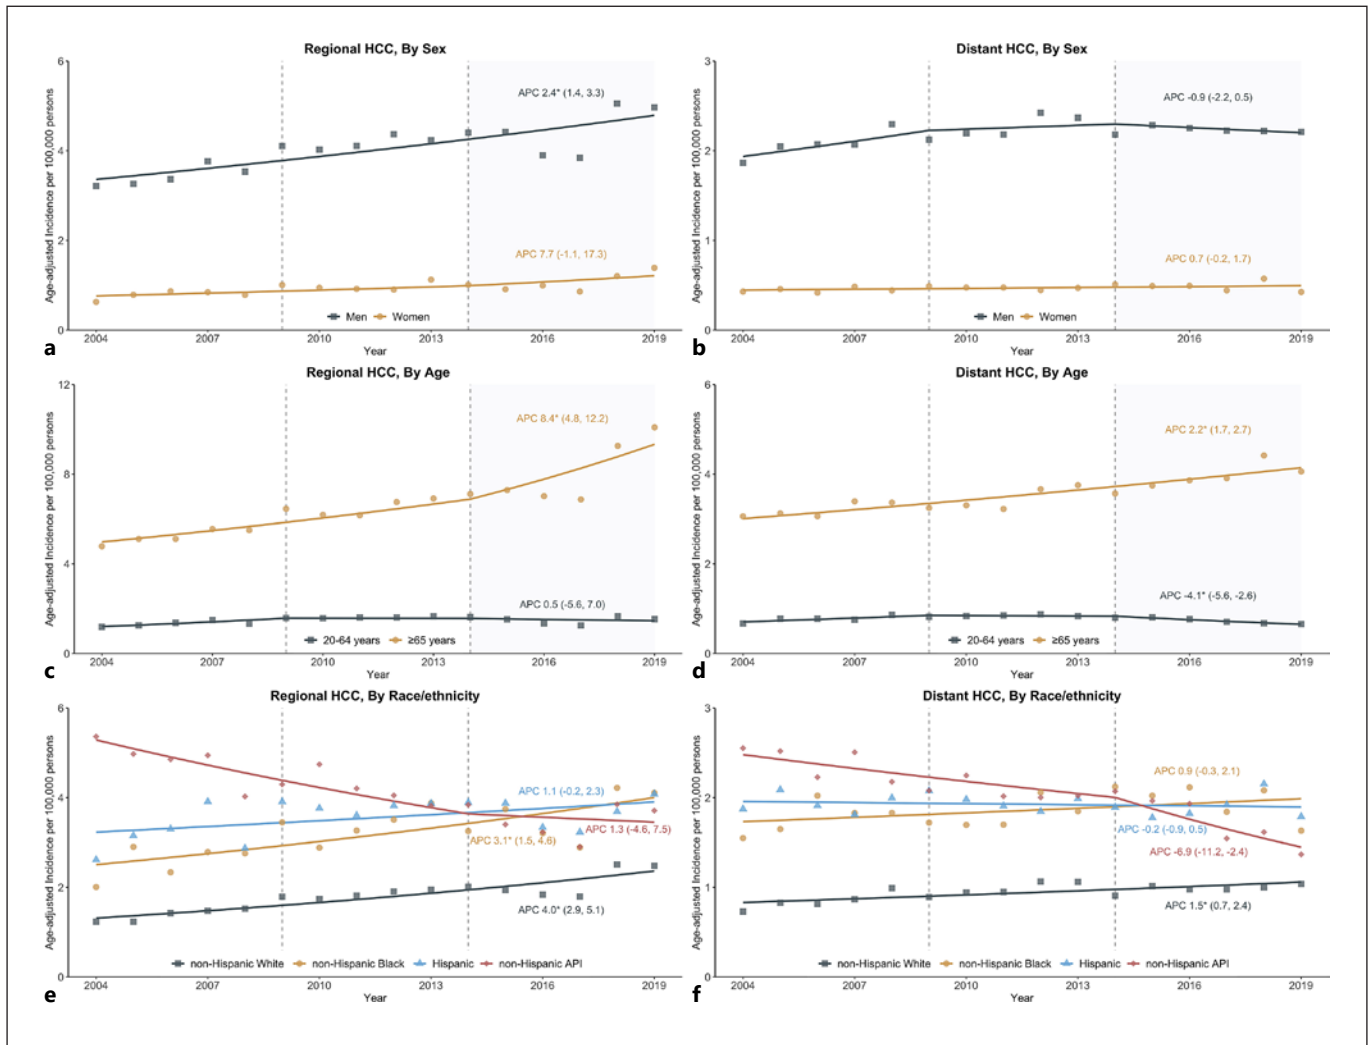 Regional HCC, By Sex
Age-adjusted Incidence per 100,000 persons
6
4
2
0
APC 2.4* (1.4, 3.3)
APC 7.7 (-1.1, 17.3)
Men Women
2004 2007 2010 2013 2016 2019
Year
a
Distant HCC, By Sex
Age-adjusted Incidence per 100,000 persons
3
2
1
0
APC -0.9 (-2.2, 0.5)
APC 0.7 (-0.2, 1.7)
Men Women
2004 2007 2010 2013 2016 2019
Year
b
Regional HCC, By Age
Age-adjusted Incidence per 100,000 persons
12
8
4
0
APC 8.4* (4.8, 12.2)
APC 0.5 (-5.6, 7.0)
20-64 years ≥65 years
2004 2007 2010 2013 2016 2019
Year
c
Distant HCC, By Age
Age-adjusted Incidence per 100,000 persons
6
4
2
0
APC 2.2* (1.7, 2.7)
APC -4.1* (-5.6, -2.6)
20-64 years ≥65 years
2004 2007 2010 2013 2016 2019
Year
d
Regional HCC, By Race/ethnicity
Age-adjusted Incidence per 100,000 persons
6
4
2
0
APC 1.1 (-0.2, 2.3)
APC 1.3 (-4.6, 7.5)
APC 3.1* (1.5, 4.6)
APC 4.0* (2.9, 5.1)
non-Hispanic White non-Hispanic Black Hispanic non-Hispanic API
2004 2007 2010 2013 2016 2019
Year
e
Distant HCC, By Race/ethnicity
Age-adjusted Incidence per 100,000 persons
3
2
1
0
APC 0.9 (-0.3, 2.1)
APC -0.2 (-0.9, 0.5)
APC -6.9 (-11.2, -2.4)
APC 1.5* (0.7, 2.4)
non-Hispanic White non-Hispanic Black Hispanic non-Hispanic API
2004 2007 2010 2013 2016 2019
Year
f